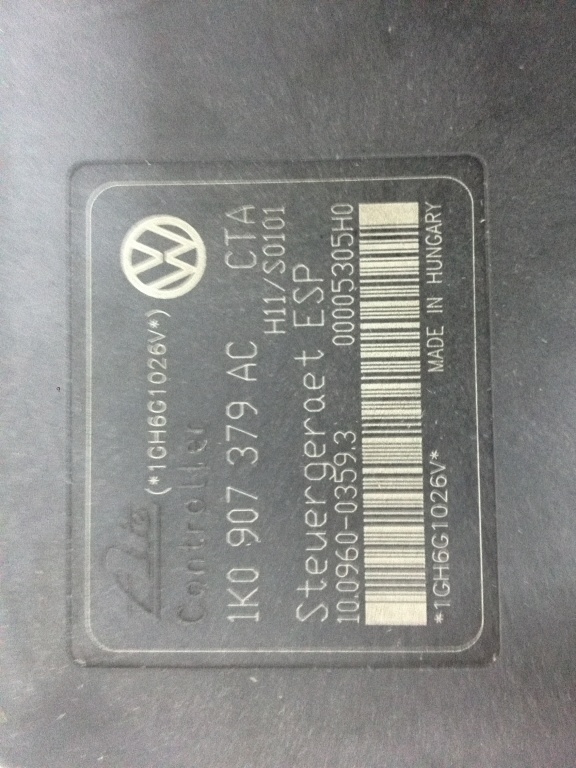 Ate (*1GH6G1026V*)
Controller
1K0 907 379 AC CTA
H11/S0101
Steuergeraet ESP
10.0960-0359.3 00005305H0
MADE IN HUNGARY
*1GH6G1026V*